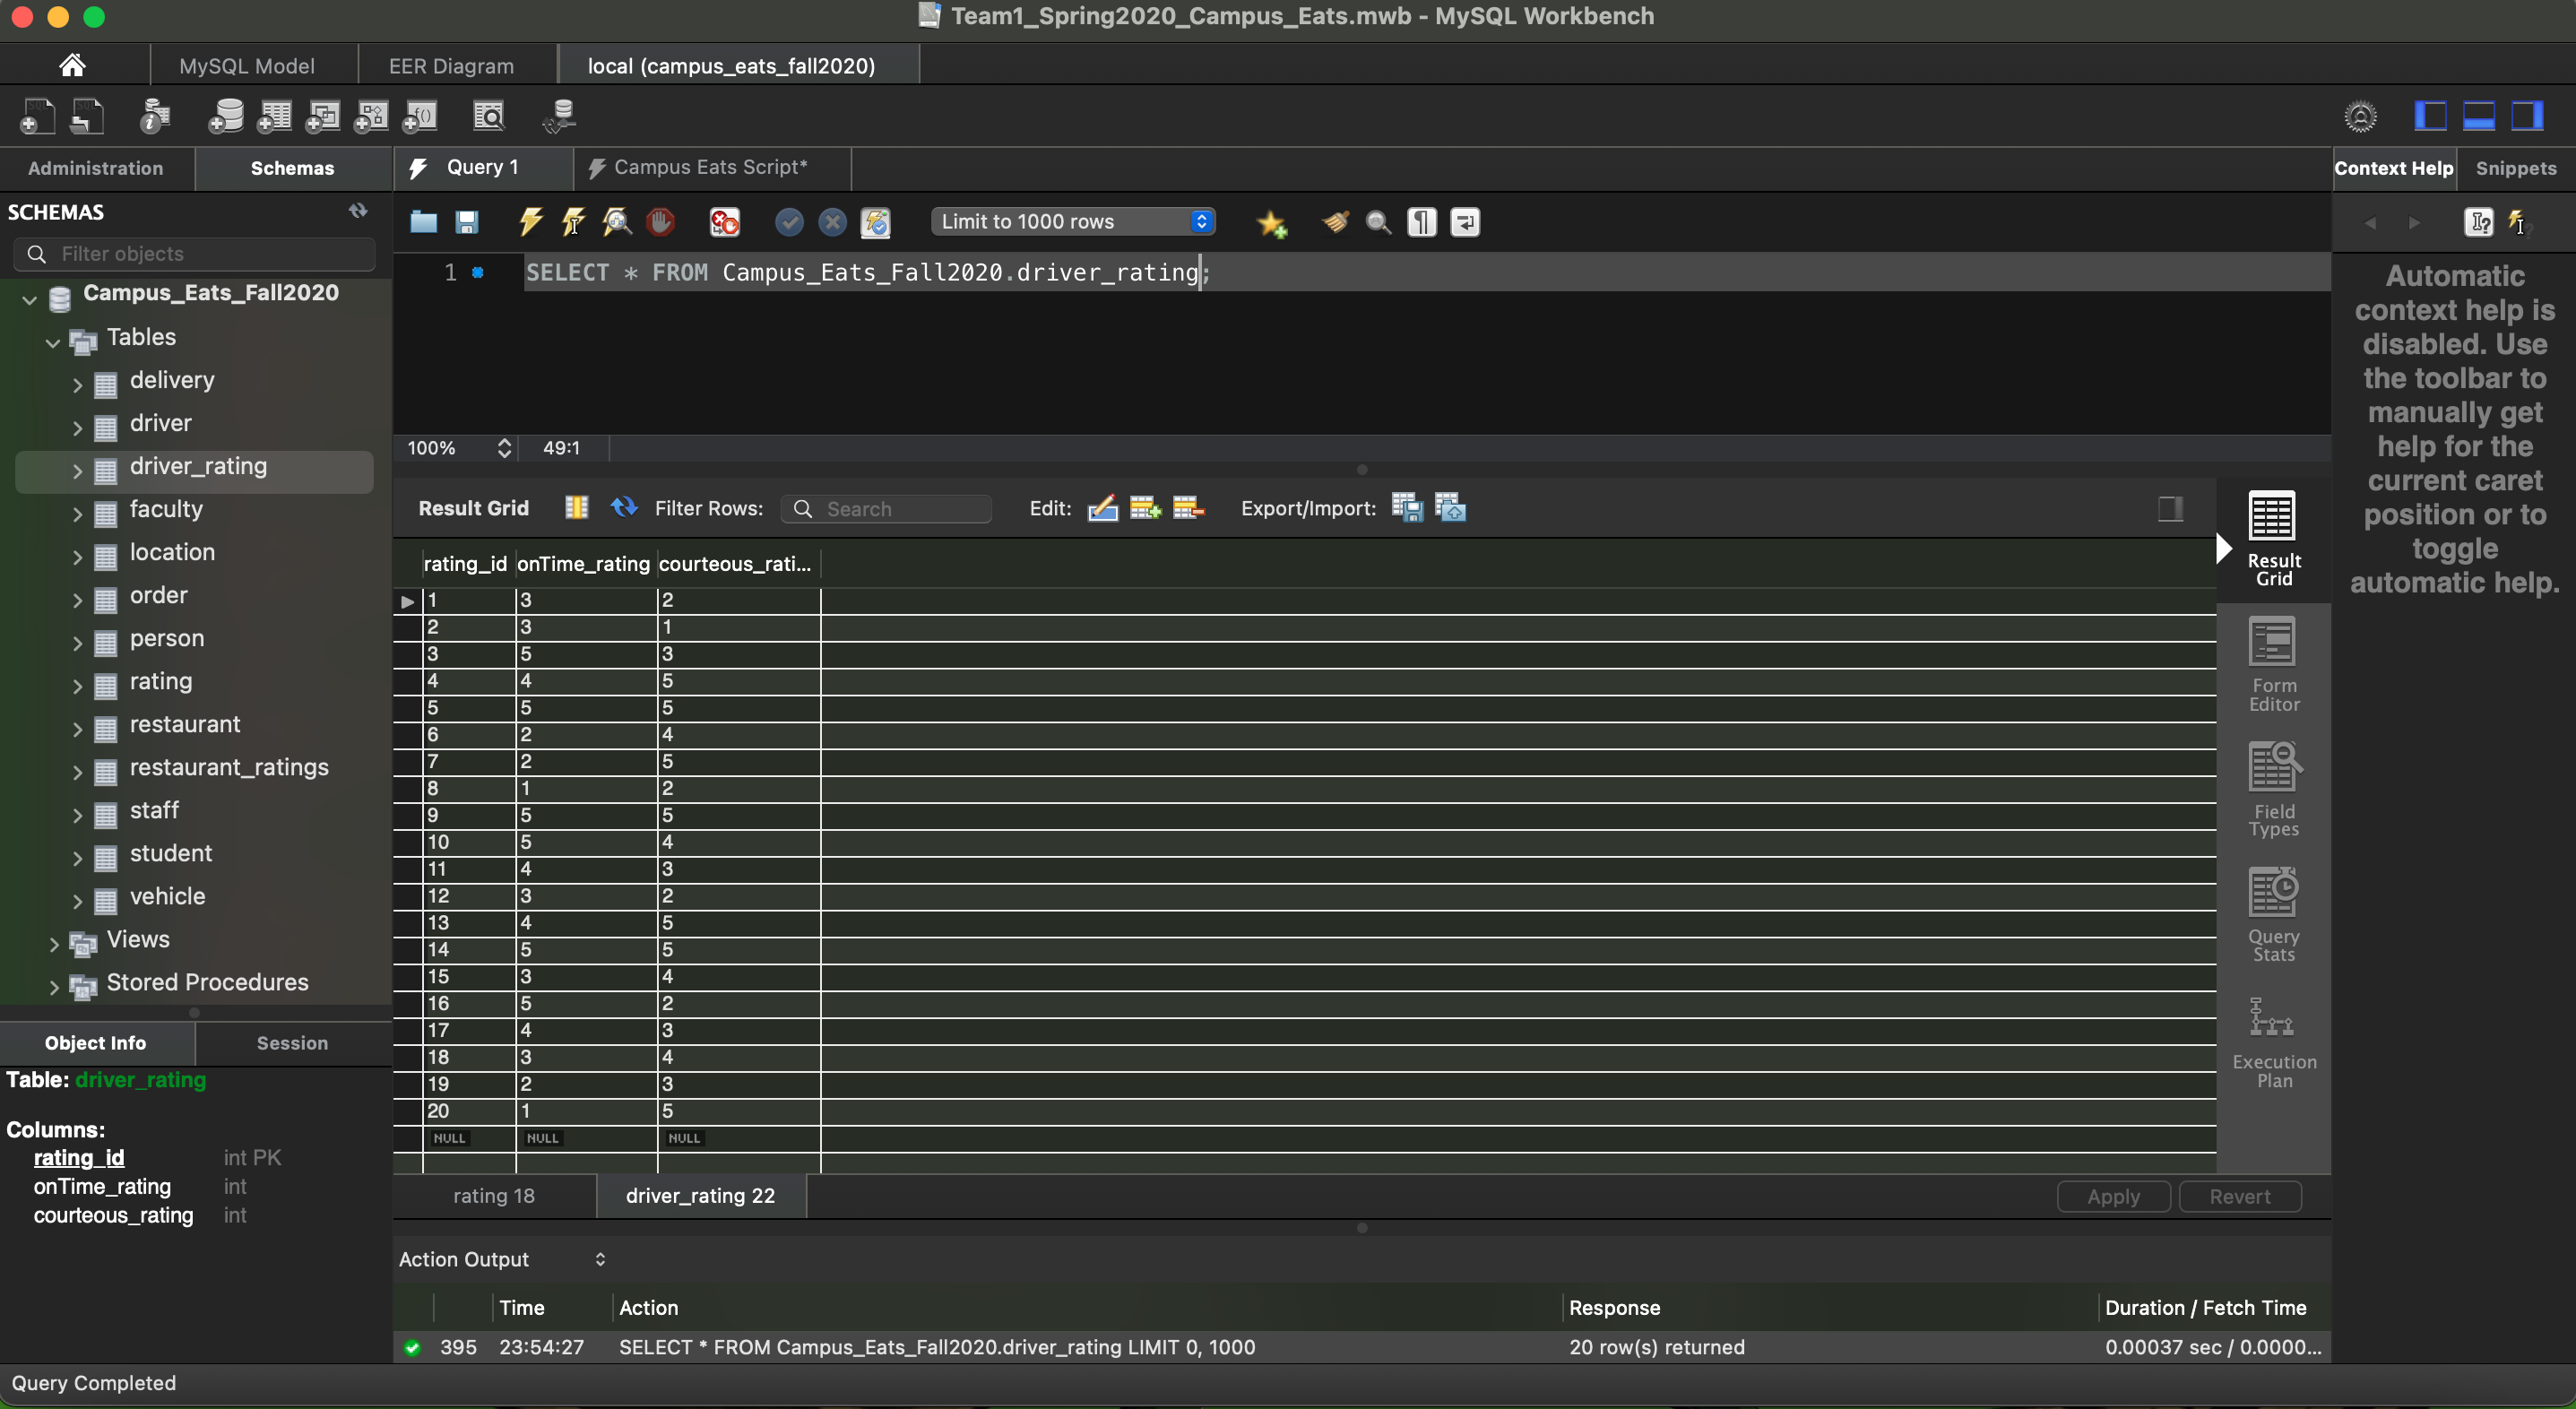 Team1_Spring2020_Campus_Eats.mwb - MySQL Workbench
MySQL Model
EER Diagram
local (campus_eats_fall2020)
Administration
Schemas
Query 1
Campus Eats Script*
Context Help
Snippets
SCHEMAS
Filter objects
Campus_Eats_Fall2020
Tables
delivery
driver
driver_rating
faculty
location
order
person
rating
restaurant
restaurant_ratings
staff
student
vehicle
Views
Stored Procedures
Object Info
Session
Table: driver_rating
Columns:
rating_id int PK
onTime_rating int
courteous_rating int
Limit to 1000 rows
1 SELECT * FROM Campus_Eats_Fall2020.driver_rating;
100% 49:1
Result Grid Filter Rows: Search Edit: Export/Import:
rating_id onTime_rating courteous_rati...
1 3 2
2 3 1
3 5 3
4 4 5
5 5 5
6 2 4
7 2 5
8 1 2
9 5 5
10 5 4
11 4 3
12 3 2
13 4 5
14 5 5
15 3 4
16 5 2
17 4 3
18 3 4
19 2 3
20 1 5
NULL NULL NULL
rating 18
driver_rating 22
Apply
Revert
Result
Grid
Form
Editor
Field
Types
Query
Stats
Execution
Plan
Automatic
context help is
disabled. Use
the toolbar to
manually get
help for the
current caret
position or to
toggle
automatic help.
Action Output
Time Action Response Duration / Fetch Time
395 23:54:27 SELECT * FROM Campus_Eats_Fall2020.driver_rating LIMIT 0, 1000 20 row(s) returned 0.00037 sec / 0.0000...
Query Completed